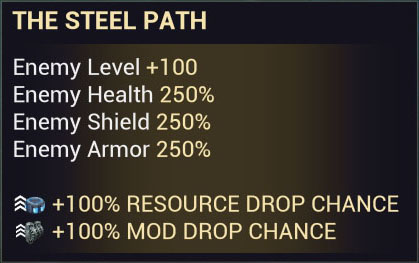 THE STEEL PATH
Enemy Level +100
Enemy Health 250%
Enemy Shield 250%
Enemy Armor 250%
+100% RESOURCE DROP CHANCE
+100% MOD DROP CHANCE